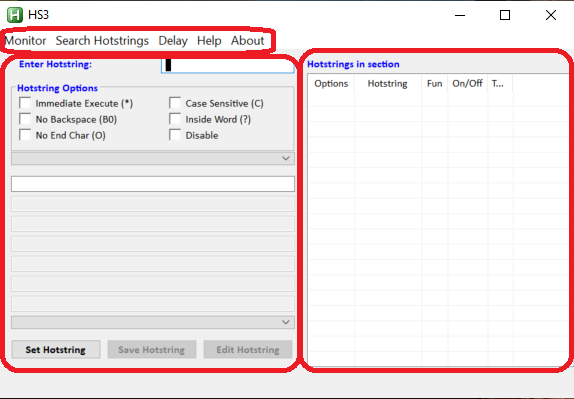 HS3
Monitor Search Hotstrings Delay Help About
Enter Hotstring:
Hotstring Options
Immediate Execute (*) Case Sensitive (C)
No Backspace (B0) Inside Word (?)
No End Char (O) Disable
Set Hotstring Save Hotstring Edit Hotstring
Hotstrings in section
Options Hotstring Fun On/Off T...